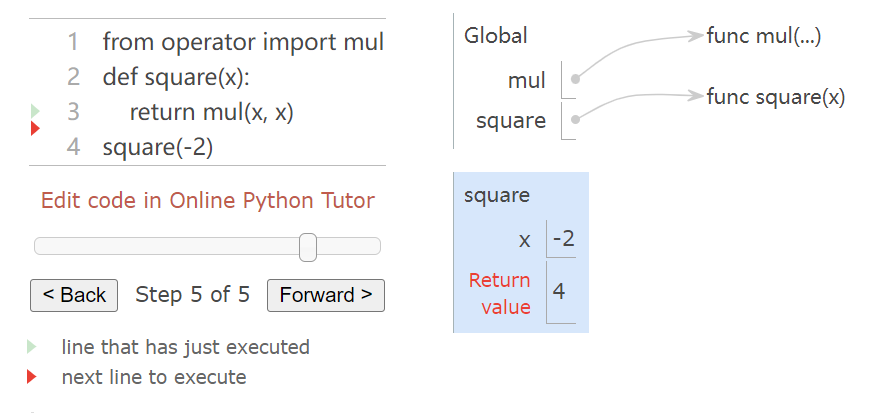 1 from operator import mul
2 def square(x):
3 return mul(x, x)
4 square(-2)
Edit code in Online Python Tutor
< Back Step 5 of 5 Forward >
line that has just executed
next line to execute
Global
mul
square
func mul(...)
func square(x)
square
x -2
Return
value 4